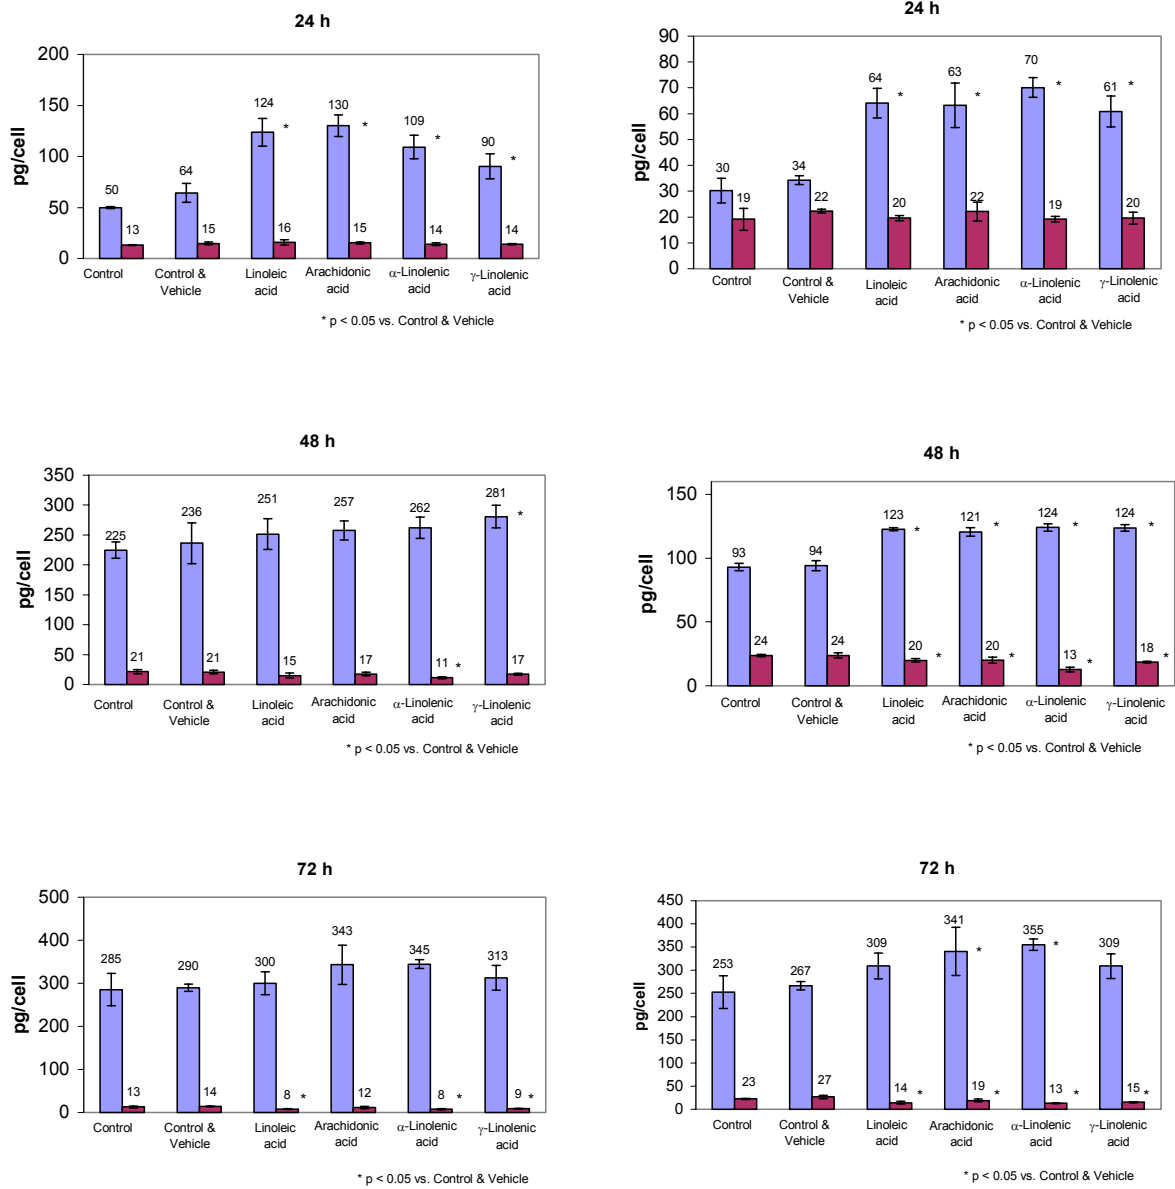 24 h
200
150
100
50
0
pg/cell
50
13
64
15
124
16
*
130
15
*
109
14
*
90
14
*
Control
Control &
Vehicle
Linoleic
acid
Arachidonic
acid
α-Linolenic
acid
γ-Linolenic
acid
* p < 0.05 vs. Control & Vehicle
24 h
90
80
70
60
50
40
30
20
10
0
pg/cell
30
19
34
22
64
20
*
63
22
*
70
19
*
61
20
*
Control
Control &
Vehicle
Linoleic
acid
Arachidonic
acid
α-Linolenic
acid
γ-Linolenic
acid
* p < 0.05 vs. Control & Vehicle
48 h
350
300
250
200
150
100
50
0
pg/cell
225
21
236
21
251
15
257
17
262
11
*
281
*
17
Control
Control &
Vehicle
Linoleic
acid
Arachidonic
acid
α-Linolenic
acid
γ-Linolenic
acid
* p < 0.05 vs. Control & Vehicle
48 h
150
100
50
0
pg/cell
93
24
94
24
123
*
20
*
121
*
20
*
124
*
13
*
124
*
18
*
Control
Control &
Vehicle
Linoleic
acid
Arachidonic
acid
α-Linolenic
acid
γ-Linolenic
acid
* p < 0.05 vs. Control & Vehicle
72 h
500
400
300
200
100
0
pg/cell
285
13
290
14
300
8
*
343
12
345
8
*
313
9
*
Control
Control &
Vehicle
Linoleic
acid
Arachidonic
acid
α-Linolenic
acid
γ-Linolenic
acid
* p < 0.05 vs. Control & Vehicle
72 h
450
400
350
300
250
200
150
100
50
0
pg/cell
253
23
267
27
309
14
*
341
*
19
*
355
*
13
*
309
15
*
Control
Control &
Vehicle
Linoleic
acid
Arachidonic
acid
α-Linolenic
acid
γ-Linolenic
acid
* p < 0.05 vs. Control & Vehicle